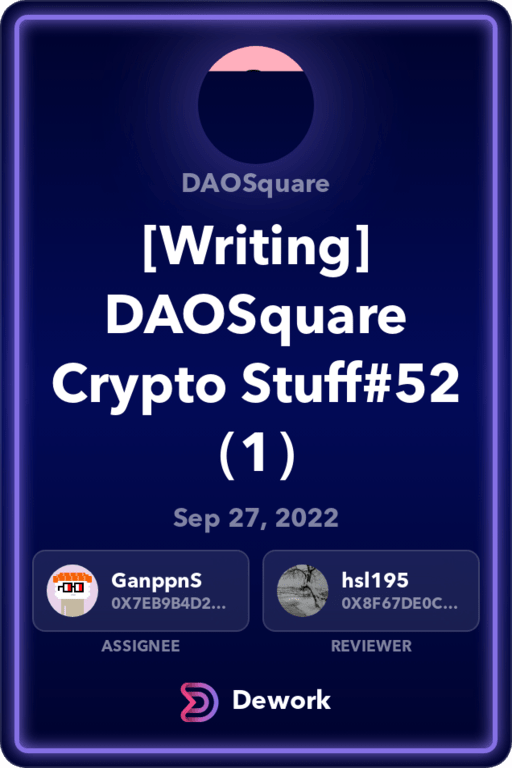 DAOSquare
[Writing]
DAOSquare
Crypto Stuff#52
(1)
Sep 27, 2022
GanppnS
0X7EB9B4D2...
ASSIGNEE
hsl195
0X8F67DE0C...
REVIEWER
Dework